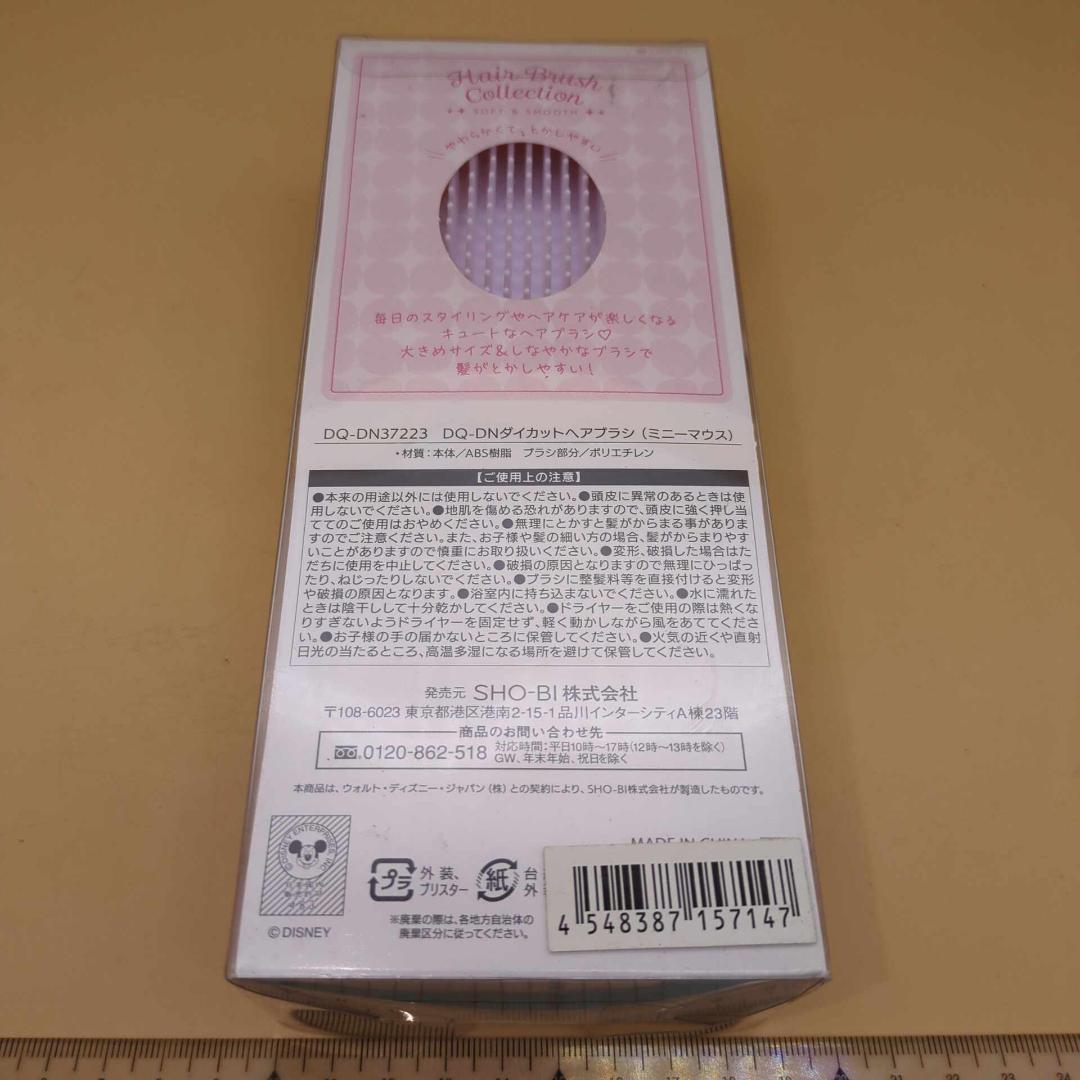 Hair Brush
Collection
SOFT & SMOOTH
やわらかくて、とかしやすい
毎日のスタイリングやヘアケアが楽しくなる
キュートなヘアブラシ♡
大きめサイズ&しなやかなブラシで
髪がとかしやすい!
DQ-DN37223 DQ-DNダイカットヘアブラシ(ミニーマウス)
・材質:本体/ABS樹脂 ブラシ部分/ポリエチレン
【ご使用上の注意】
●本来の用途以外には使用しないでください。●頭皮に異常のあるときは使
用しないでください。●地肌を傷める恐れがありますので、頭皮に強く押し当
ててのご使用はおやめください。●無理にとかすと髪がからまる事がありま
すのでご注意ください。また、お子様や髪の細い方の場合、髪がからまりやす
いことがありますので慎重にお取り扱いください。●変形、破損した場合はた
だちに使用を中止してください。●破損の原因となりますので無理にひっぱっ
たり、ねじったりしないでください。●ブラシに整髪料等を直接付けると変形
や破損の原因となります。●浴室内に持ち込まないでください。●水に濡れた
ときは陰干しして十分乾かしてください。●ドライヤーをご使用の際は熱くな
りすぎないようドライヤーを固定せず、軽く動かしながら風をあててくださ
い。●お子様の手の届かないところに保管してください。●火気の近くや直射
日光の当たるところ、高温多湿になる場所を避けて保管してください。
発売元 SHO-BI株式会社
〒108-6023 東京都港区港南2-15-1 品川インターシティA棟23階
商品のお問い合わせ先
0120-862-518 対応時間:平日10時~17時(12時~13時を除く)
GW、年末年始、祝日を除く
本商品は、ウォルト・ディズニー・ジャパン(株)との契約により、SHO-BI株式会社が製造したものです。
MADE IN CHINA
©DISNEY ENTERPRISES, INC
©DISNEY
プラ 外装、
ブリスター
紙 台
外
※廃棄の際は、各地方自治体の
廃棄区分に従ってください。
4 548387 157147